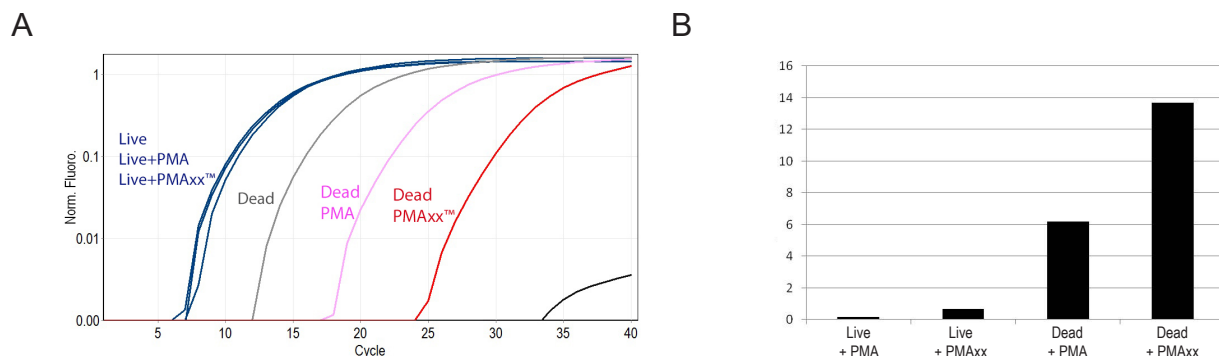 A
Norm. Fluoro.
1
0.1
0.01
0.00
Live
Live+PMA
Live+PMAxx™
Dead
Dead
PMA
Dead
PMAxx™
5
10
15
20
25
30
35
40
Cycle
B
16
14
12
10
8
6
4
2
0
Live
+ PMA
Live
+ PMAxx
Dead
+ PMA
Dead
+ PMAxx